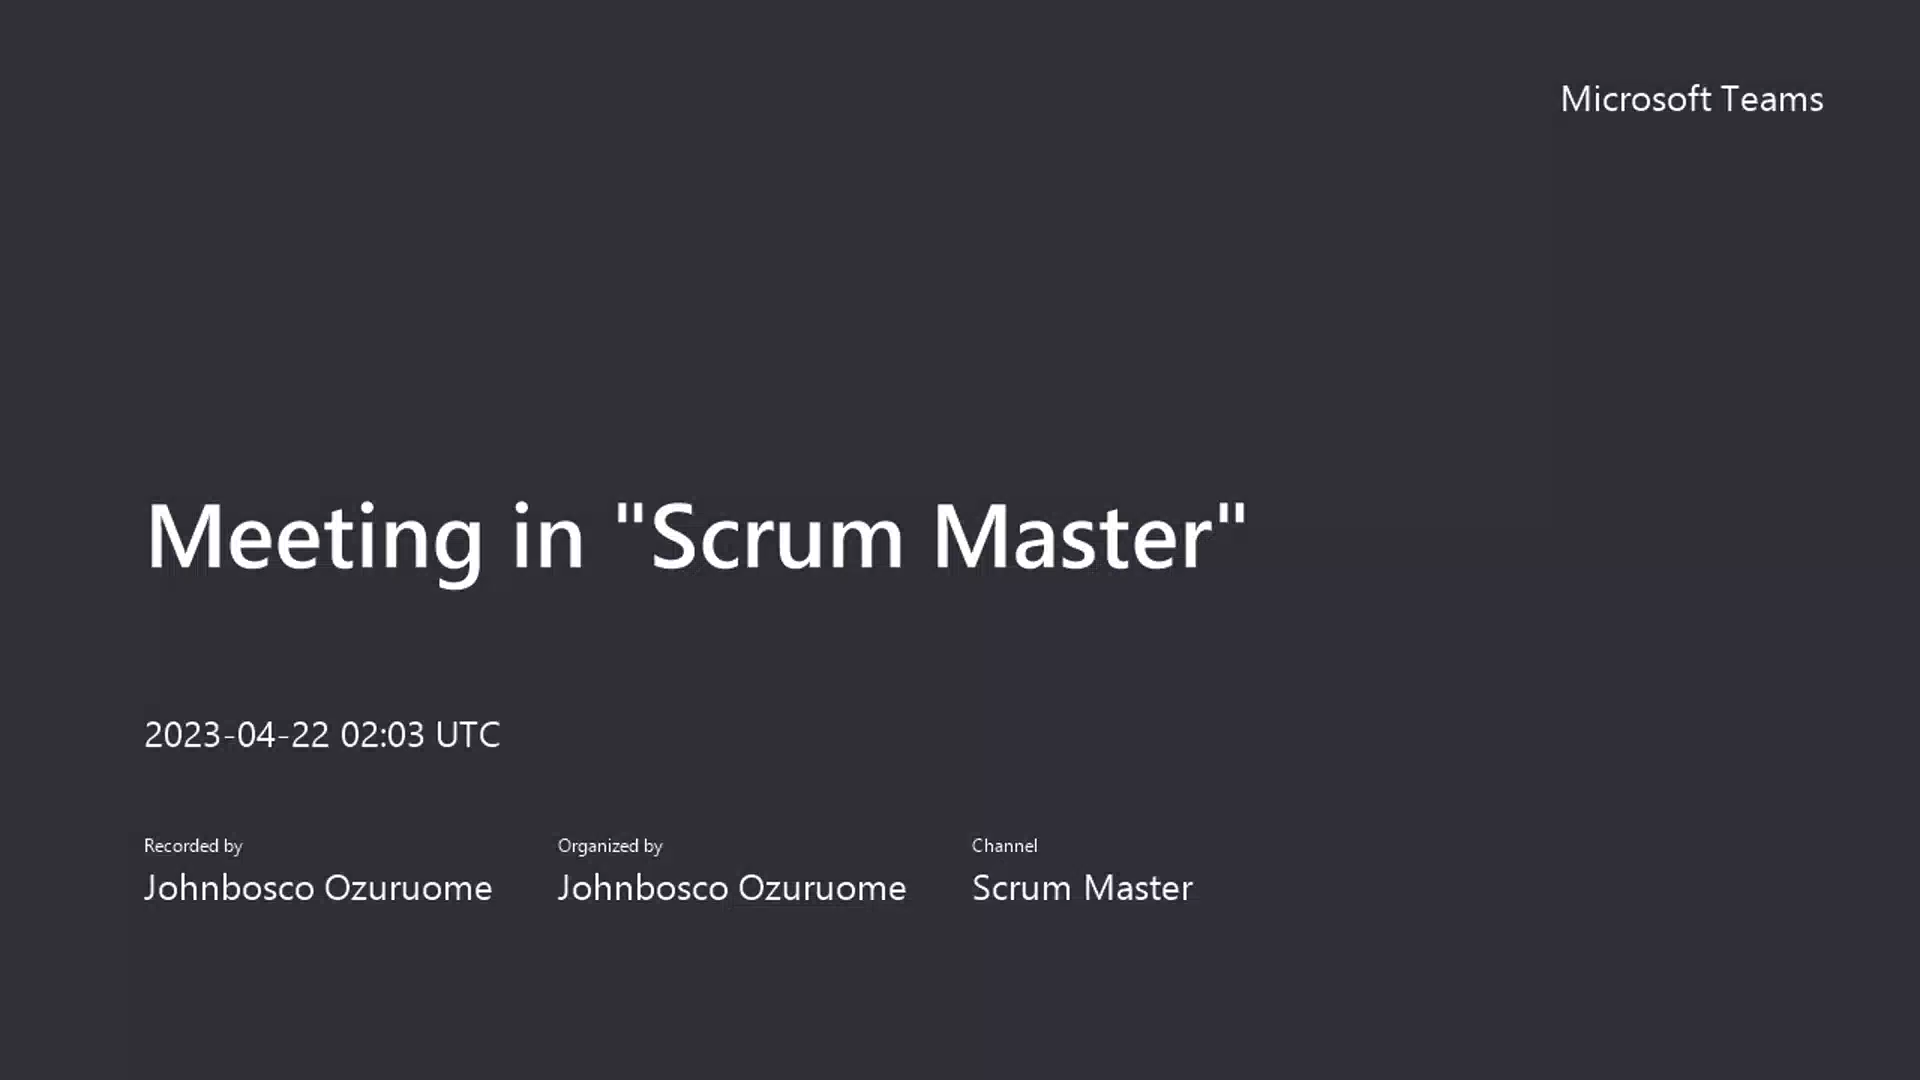 Microsoft Teams
Meeting in "Scrum Master"
2023-04-22 02:03 UTC
Recorded by
Johnbosco Ozuruome
Organized by
Johnbosco Ozuruome
Channel
Scrum Master